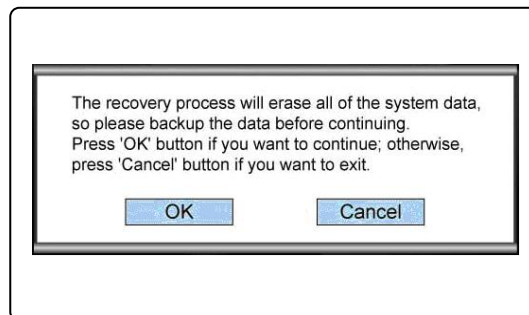 The recovery process will erase all of the system data,
so please backup the data before continuing.
Press 'OK' button if you want to continue; otherwise,
press 'Cancel' button if you want to exit.
OK
Cancel